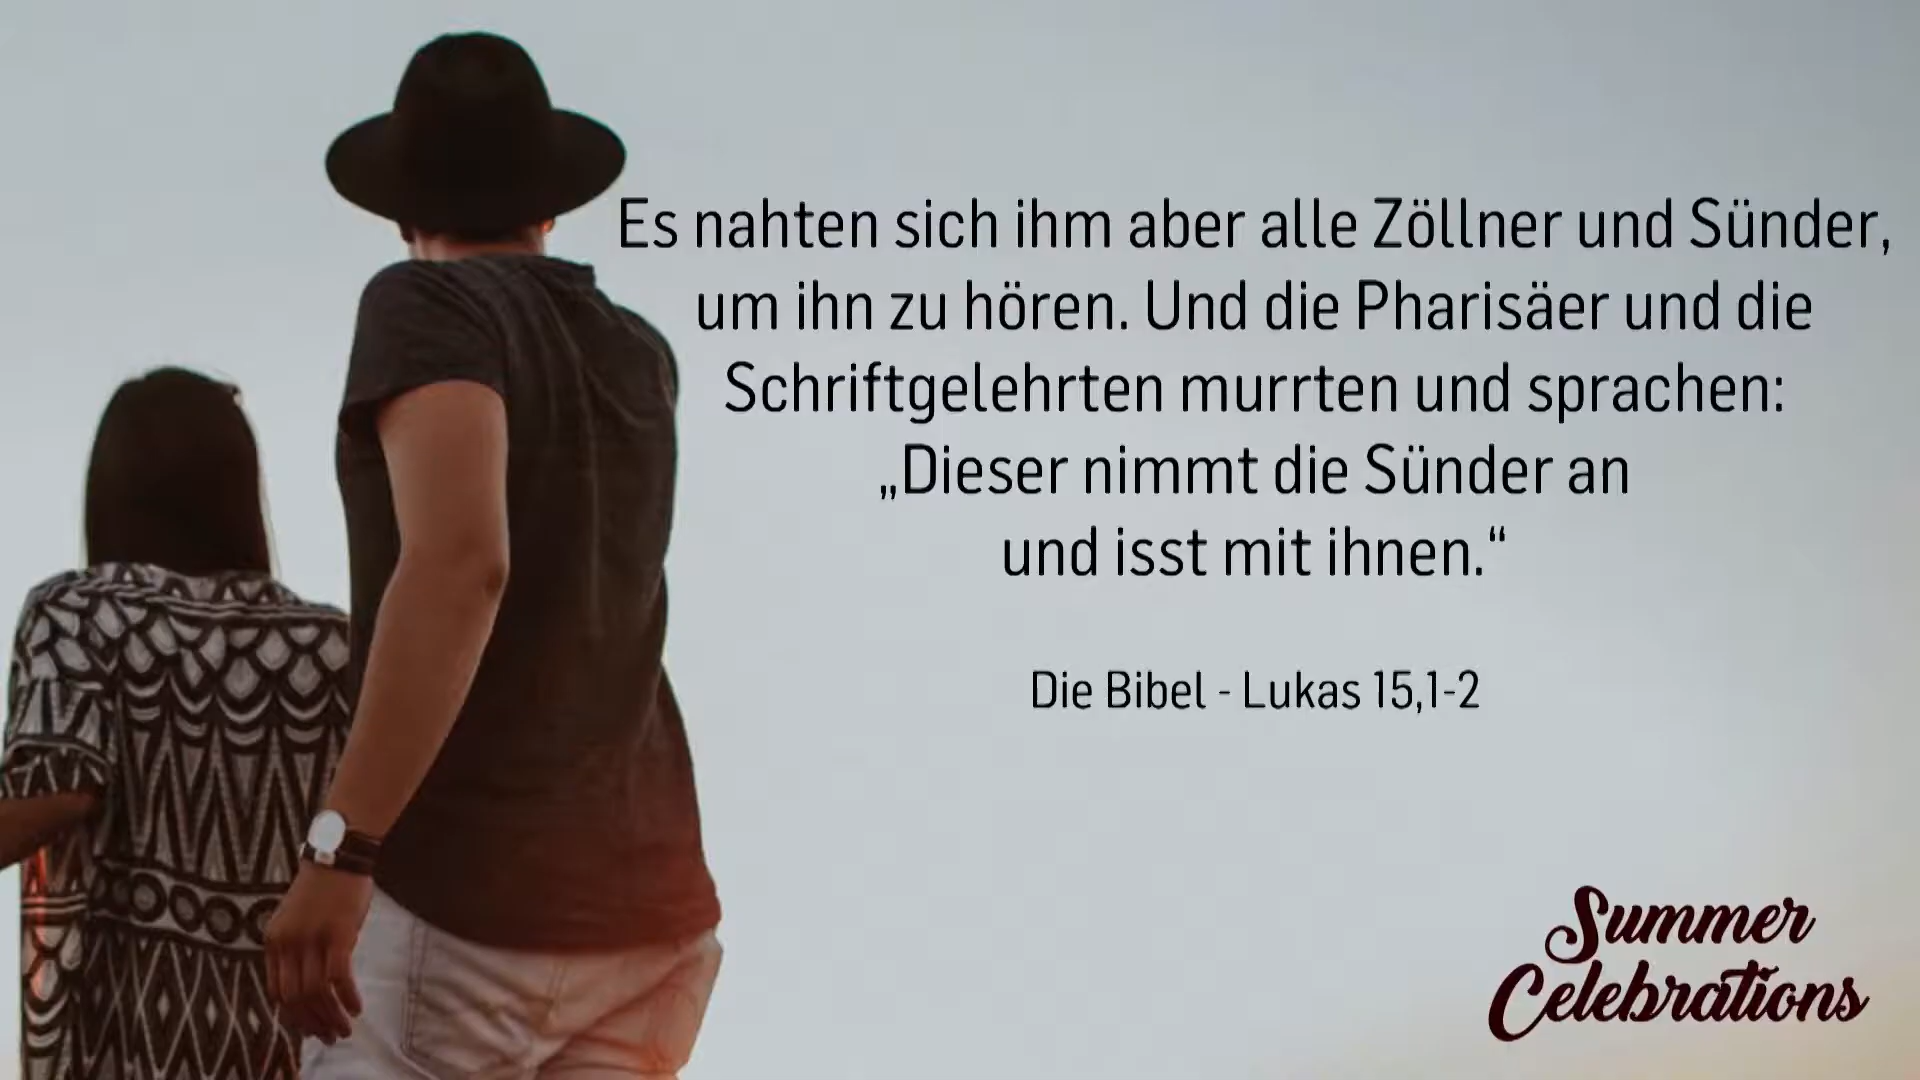 Es nahten sich ihm aber alle Zöllner und Sünder,
um ihn zu hören. Und die Pharisäer und die
Schriftgelehrten murrten und sprachen:
„Dieser nimmt die Sünder an
und isst mit ihnen.“
Die Bibel - Lukas 15,1-2
Summer
Celebrations